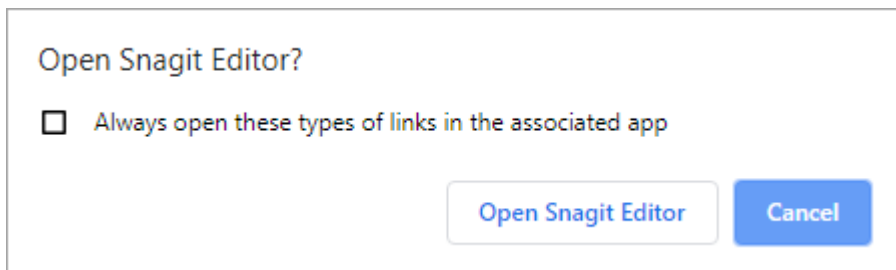 Open Snagit Editor?
Always open these types of links in the associated app
Open Snagit Editor Cancel